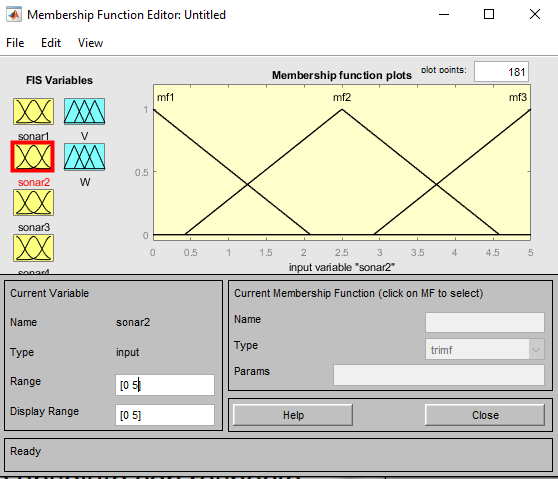 Membership Function Editor: Untitled
File Edit View
FIS Variables
sonar1
V
sonar2
W
sonar3
sonar4
Membership function plots
plot points:
181
mf1
mf2
mf3
1
0.5
0
0 0.5 1 1.5 2 2.5 3 3.5 4 4.5 5
input variable "sonar2"
Current Variable
Name sonar2
Type input
Range [0 5]
Display Range [0 5]
Current Membership Function (click on MF to select)
Name
Type trimf
Params
Help Close
Ready